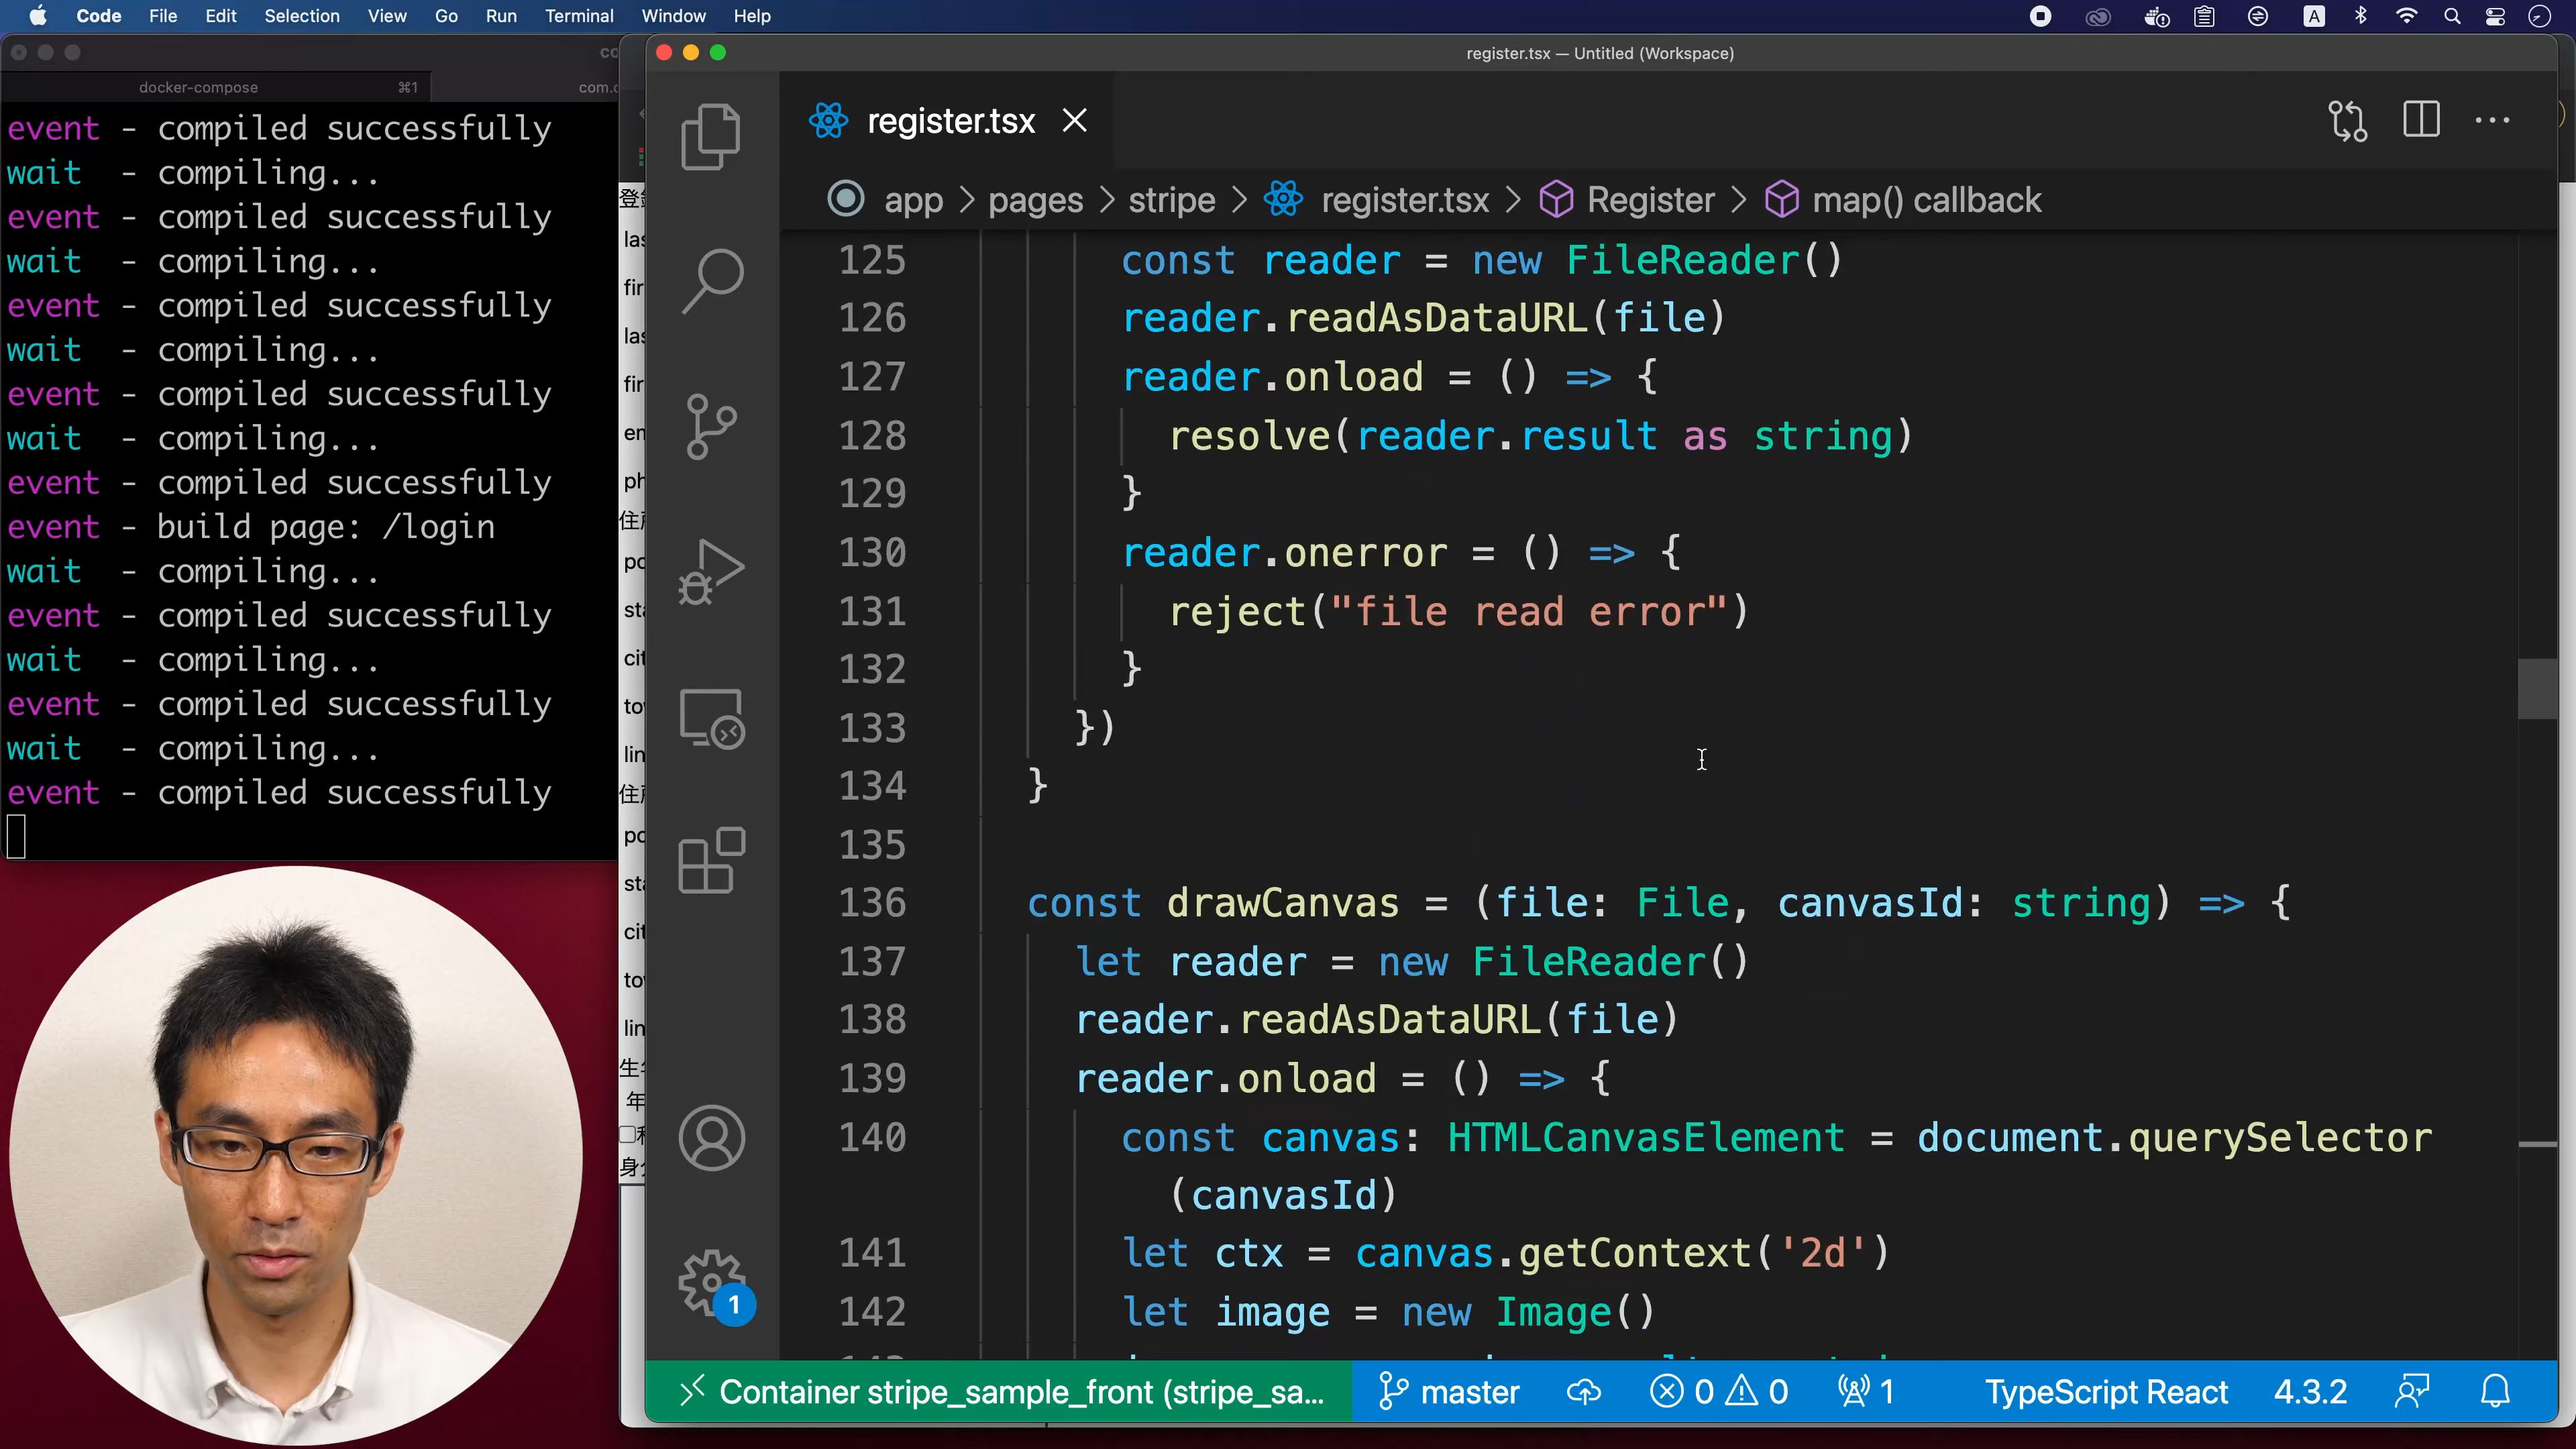 Code File Edit Selection View Go Run Terminal Window Help
A
docker-compose ⌘1
event - compiled successfully
wait - compiling...
event - compiled successfully
wait - compiling...
event - compiled successfully
wait - compiling...
event - compiled successfully
wait - compiling...
event - compiled successfully
event - build page: /login
wait - compiling...
event - compiled successfully
wait - compiling...
event - compiled successfully
wait - compiling...
event - compiled successfully
register.tsx — Untitled (Workspace)
register.tsx
app > pages > stripe > register.tsx > Register > map() callback
125 const reader = new FileReader()
126 reader.readAsDataURL(file)
127 reader.onload = () => {
128 resolve(reader.result as string)
129 }
130 reader.onerror = () => {
131 reject("file read error")
132 }
133 })
134 }
135
136 const drawCanvas = (file: File, canvasId: string) => {
137 let reader = new FileReader()
138 reader.readAsDataURL(file)
139 reader.onload = () => {
140 const canvas: HTMLCanvasElement = document.querySelector
(canvasId)
141 let ctx = canvas.getContext('2d')
142 let image = new Image()
1
Container stripe_sample_front (stripe_sa... master 0 0 1 TypeScript React 4.3.2